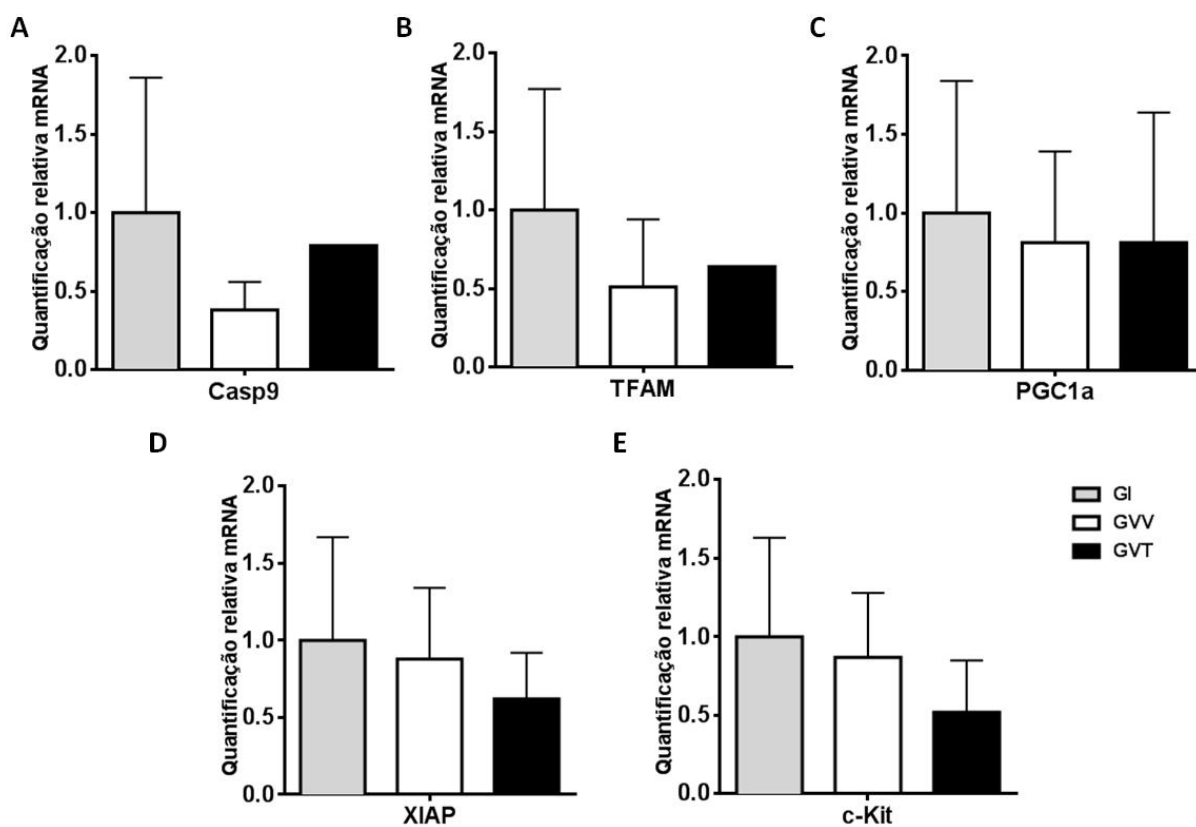 A
Quantificação relativa mRNA
2.0
1.5
1.0
0.5
0.0
Casp9
B
Quantificação relativa mRNA
2.0
1.5
1.0
0.5
0.0
TFAM
C
Quantificação relativa mRNA
2.0
1.5
1.0
0.5
0.0
PGC1a
D
Quantificação relativa mRNA
2.0
1.5
1.0
0.5
0.0
XIAP
E
Quantificação relativa mRNA
2.0
1.5
1.0
0.5
0.0
c-Kit
GI
GVV
GVT